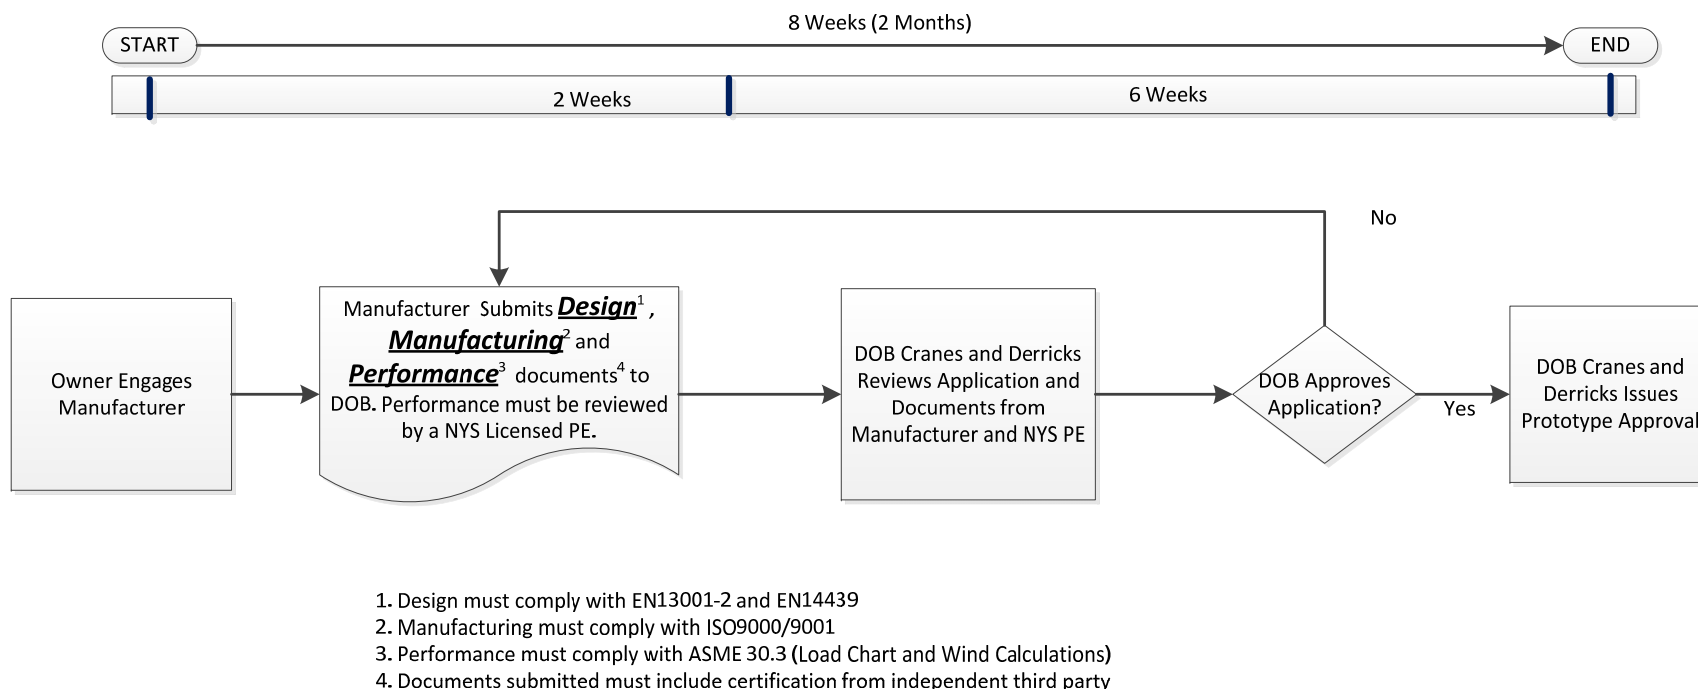 8 Weeks (2 Months)
START
END
2 Weeks
6 Weeks
No
Owner Engages
Manufacturer
Manufacturer Submits Design1 ,
Manufacturing2 and
Performance3 documents4 to
DOB. Performance must be reviewed
by a NYS Licensed PE.
DOB Cranes and Derricks
Reviews Application and
Documents from
Manufacturer and NYS PE
DOB Approves
Application?
Yes
DOB Cranes and
Derricks Issues
Prototype Approval
1. Design must comply with EN13001-2 and EN14439
2. Manufacturing must comply with ISO9000/9001
3. Performance must comply with ASME 30.3 (Load Chart and Wind Calculations)
4. Documents submitted must include certification from independent third party